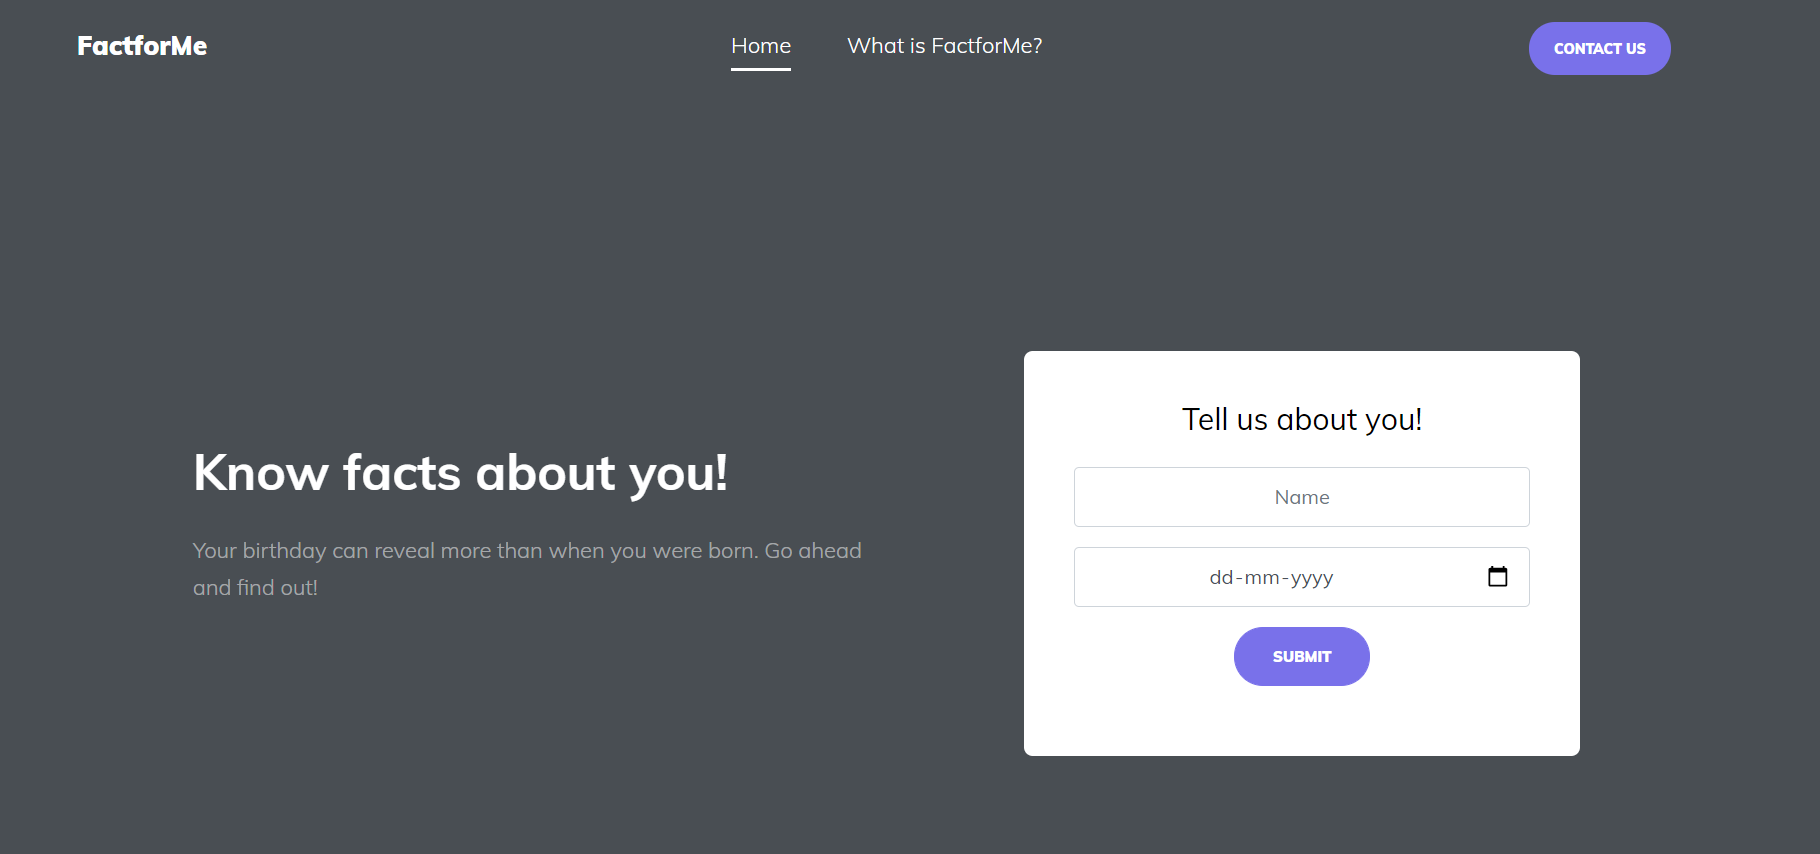 FactforMe
Home
What is FactforMe?
CONTACT US
Know facts about you!
Your birthday can reveal more than when you were born. Go ahead
and find out!
Tell us about you!
Name
dd-mm-yyyy
SUBMIT